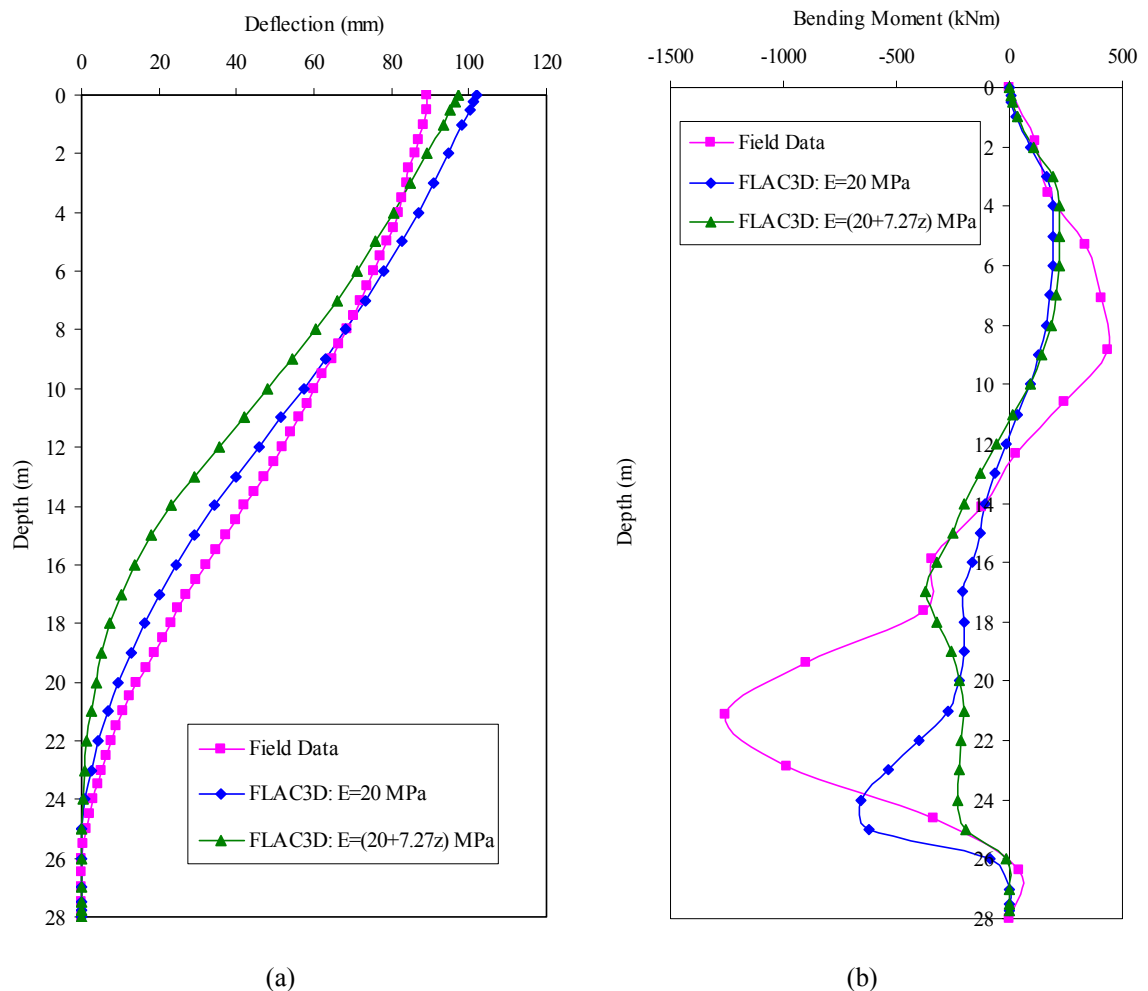 Deflection (mm)
0 20 40 60 80 100 120
0
2
4
6
8
10
12
14
16
18
20
22
24
26
28
Depth (m)
Field Data
FLAC3D: E=20 MPa
FLAC3D: E=(20+7.27z) MPa
(a)
Bending Moment (kNm)
-1500 -1000 -500 0 500
0
2
4
6
8
10
12
14
16
18
20
22
24
26
28
Depth (m)
Field Data
FLAC3D: E=20 MPa
FLAC3D: E=(20+7.27z) MPa
(b)